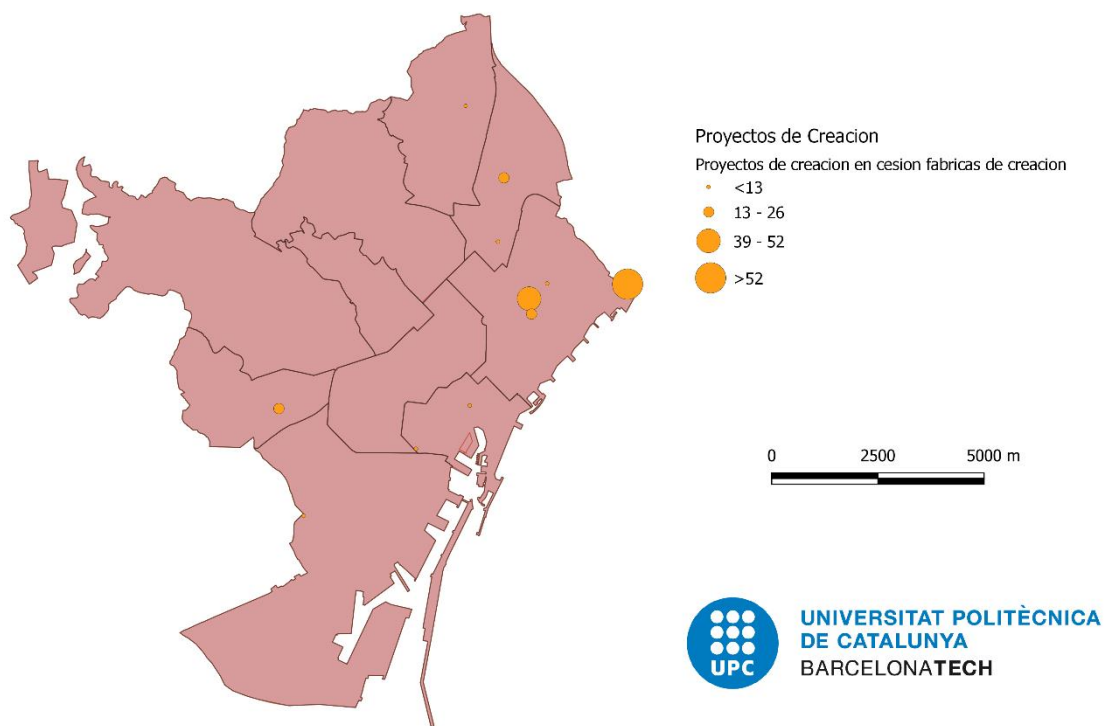 Proyectos de Creacion
Proyectos de creacion en cesion fabricas de creacion
<13
13 - 26
39 - 52
>52
0 2500 5000 m
UPC
UNIVERSITAT POLITÈCNICA
DE CATALUNYA
BARCELONATECH